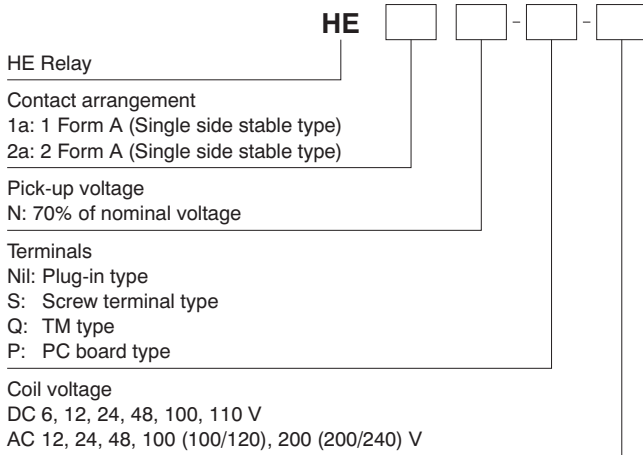 HE - -
HE Relay
Contact arrangement
1a: 1 Form A (Single side stable type)
2a: 2 Form A (Single side stable type)
Pick-up voltage
N: 70% of nominal voltage
Terminals
Nil: Plug-in type
S: Screw terminal type
Q: TM type
P: PC board type
Coil voltage
DC 6, 12, 24, 48, 100, 110 V
AC 12, 24, 48, 100 (100/120), 200 (200/240) V